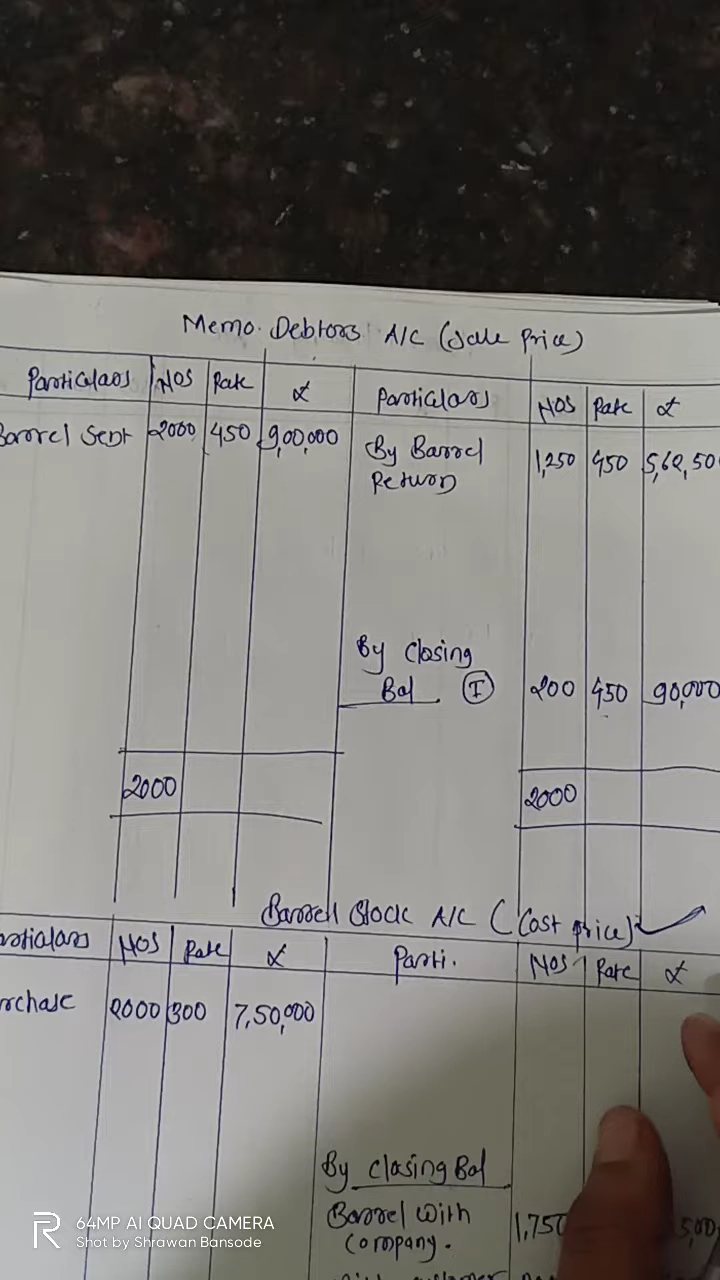 Memo. Debtors A/C (Sale Price)
Particulars NOS Rate ₹ Particulars NOS Rate ₹
Barrel Sent 2000 450 9,00,000 By Barrel 1,250 450 5,62,50
Return
By Closing
Bal. I 200 450 90,000
2000 2000
Barrel Stock A/C (Cost price)
articulars NOS Rate ₹ Parti. NOS Rate ₹
rchase 2000 300 7,50,000
By Closing Bal
Barrel with 1,750 5,00
Company.
64MP AI QUAD CAMERA
Shot by Shrawan Bansode